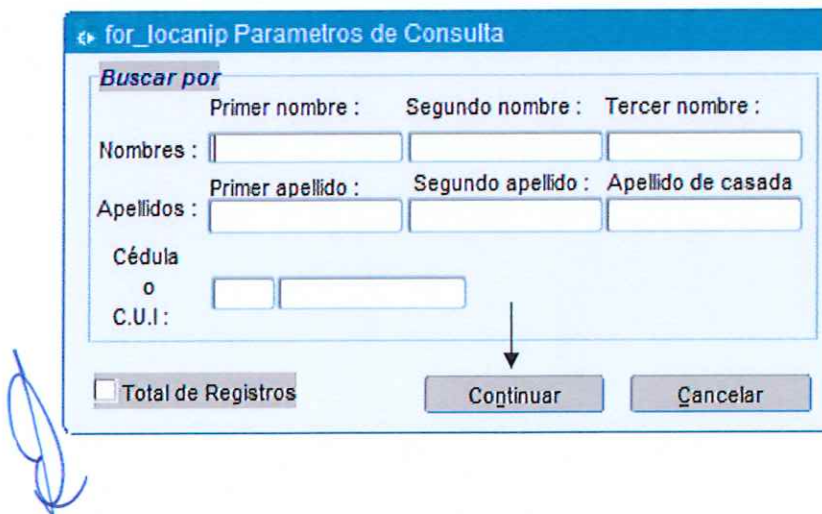 for_locanip Parametros de Consulta
Buscar por
Primer nombre : Segundo nombre : Tercer nombre :
Nombres :
Primer apellido : Segundo apellido : Apellido de casada
Apellidos :
Cédula
o
C.U.I :
Total de Registros Continuar Cancelar